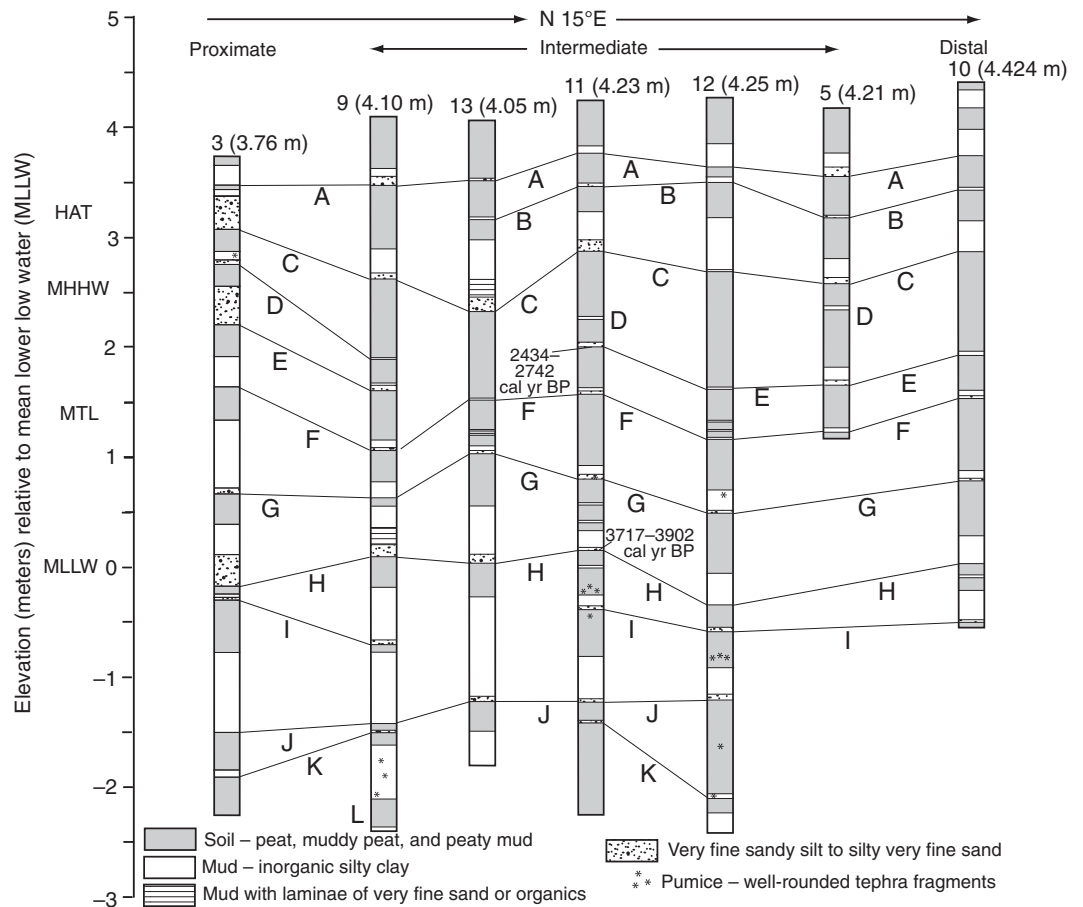 N 15°E
Proximate
Intermediate
Distal
3 (3.76 m)
9 (4.10 m)
13 (4.05 m)
11 (4.23 m)
12 (4.25 m)
5 (4.21 m)
10 (4.424 m)
Elevation (meters) relative to mean lower low water (MLLW)
5
4
3
2
1
0
−1
−2
−3
HAT
MHHW
MTL
MLLW
A
A
A
A
B
B
B
C
C
C
C
D
D
D
2434–
2742
cal yr BP
E
E
E
F
F
F
F
G
G
G
G
3717–3902
cal yr BP
H
H
H
H
I
I
I
J
J
J
K
K
L
Soil – peat, muddy peat, and peaty mud
Mud – inorganic silty clay
Mud with laminae of very fine sand or organics
Very fine sandy silt to silty very fine sand
Pumice – well-rounded tephra fragments